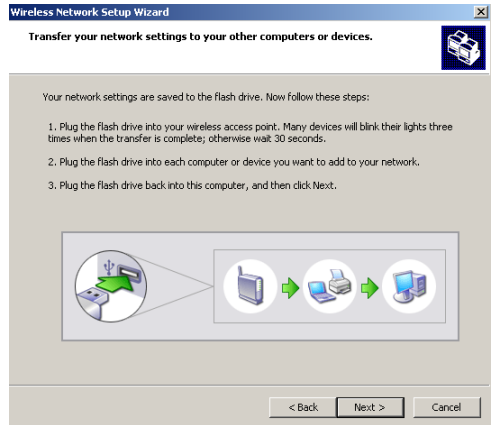 Wireless Network Setup Wizard
Transfer your network settings to your other computers or devices.
Your network settings are saved to the flash drive. Now follow these steps:
1. Plug the flash drive into your wireless access point. Many devices will blink their lights three
times when the transfer is complete; otherwise wait 30 seconds.
2. Plug the flash drive into each computer or device you want to add to your network.
3. Plug the flash drive back into this computer, and then click Next.
< Back Next > Cancel